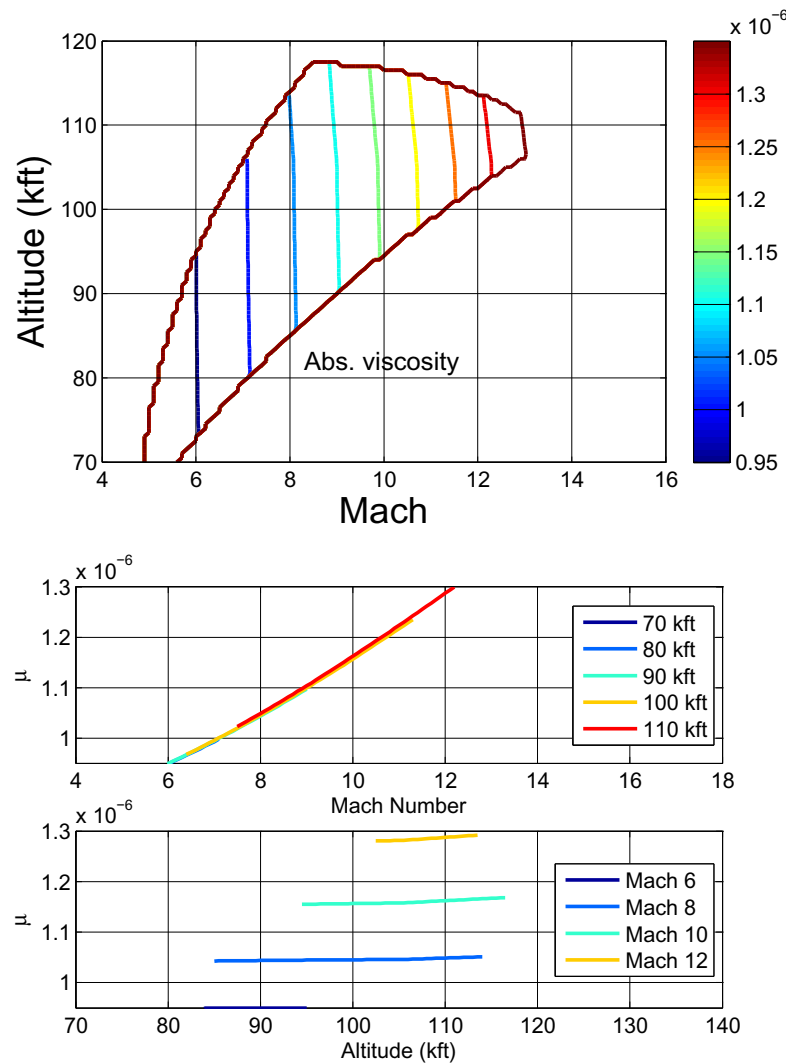 x 10⁻⁶
120
110
100
90
80
70
Altitude (kft)
4 6 8 10 12 14 16
Mach
Abs. viscosity
1.3
1.25
1.2
1.15
1.1
1.05
1
0.95
x 10⁻⁶
1.3
1.2
1.1
1
μ
4 6 8 10 12 14 16 18
Mach Number
70 kft
80 kft
90 kft
100 kft
110 kft
x 10⁻⁶
1.3
1.2
1.1
1
μ
70 80 90 100 110 120 130 140
Altitude (kft)
Mach 6
Mach 8
Mach 10
Mach 12